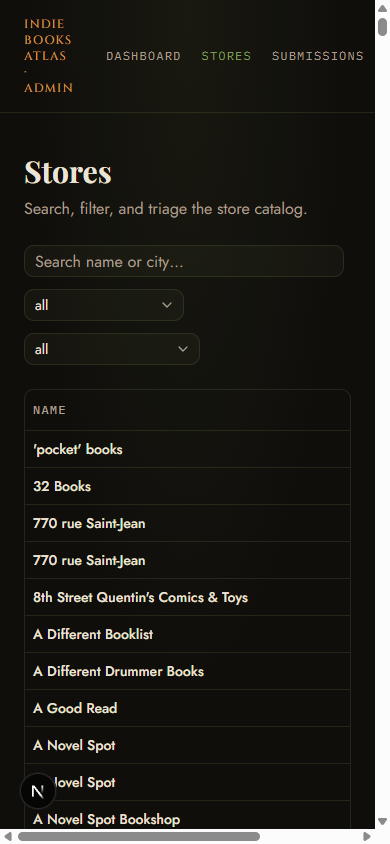 INDIE
BOOKS
ATLAS
·
ADMIN
DASHBOARD STORES SUBMISSIONS
Stores
Search, filter, and triage the store catalog.
Search name or city...
all
all
NAME
'pocket' books
32 Books
770 rue Saint-Jean
770 rue Saint-Jean
8th Street Quentin's Comics & Toys
A Different Booklist
A Different Drummer Books
A Good Read
A Novel Spot
Novel Spot
A Novel Spot Bookshop
N